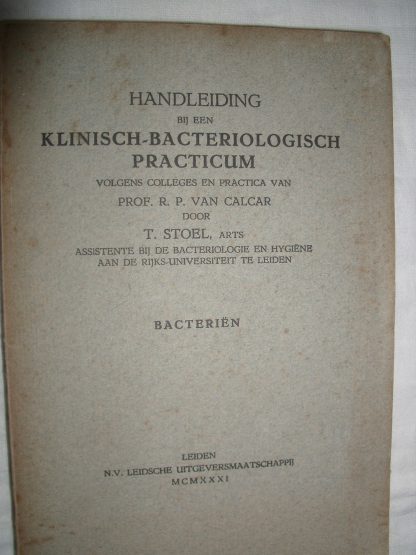 HANDLEIDING
BIJ EEN
KLINISCH-BACTERIOLOGISCH
PRACTICUM
VOLGENS COLLEGES EN PRACTICA VAN
PROF. R. P. VAN CALCAR
DOOR
T. STOEL, ARTS
ASSISTENTE BIJ DE BACTERIOLOGIE EN HYGIËNE
AAN DE RIJKS-UNIVERSITEIT TE LEIDEN
BACTERIËN
LEIDEN
N.V. LEIDSCHE UITGEVERSMAATSCHAPPIJ
MCMXXXI